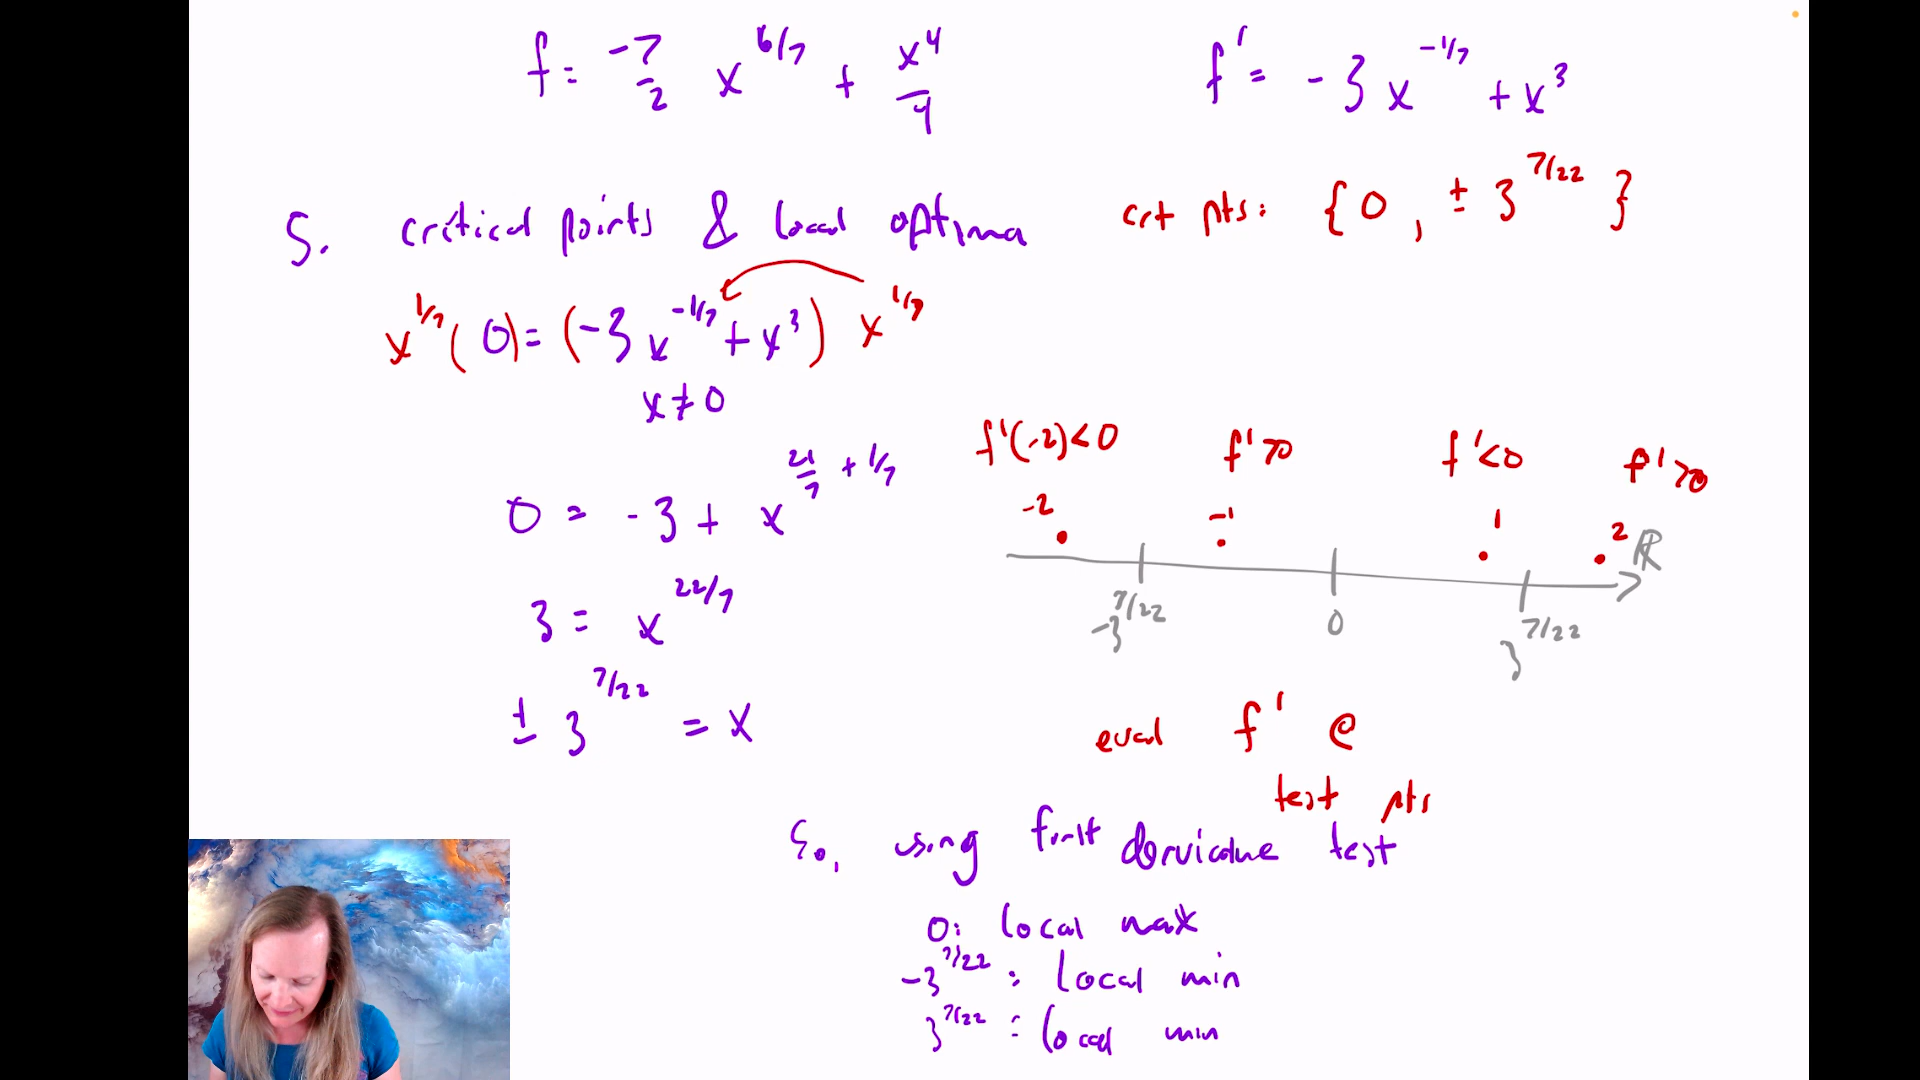 f = -7/2 x^{6/7} + x^4/4
f' = -3x^{-1/7} + x^3
5. critical points & local optima
crt pts: {0, ± 3^{7/22}}
x^{1/7}(0) = (-3x^{-1/7} + x^3) x^{1/7}
x ≠ 0
0 = -3 + x^{21/7 + 1/7}
3 = x^{22/7}
± 3^{7/22} = x
f'(-2)<0 f'>0 f'<0 f'>0
-2 -1 1 2 ℝ
-3^{7/22} 0 3^{7/22}
eval f' @
test pts
So, using first derivative test
0: local max
-3^{7/22} : local min
3^{7/22} : local min